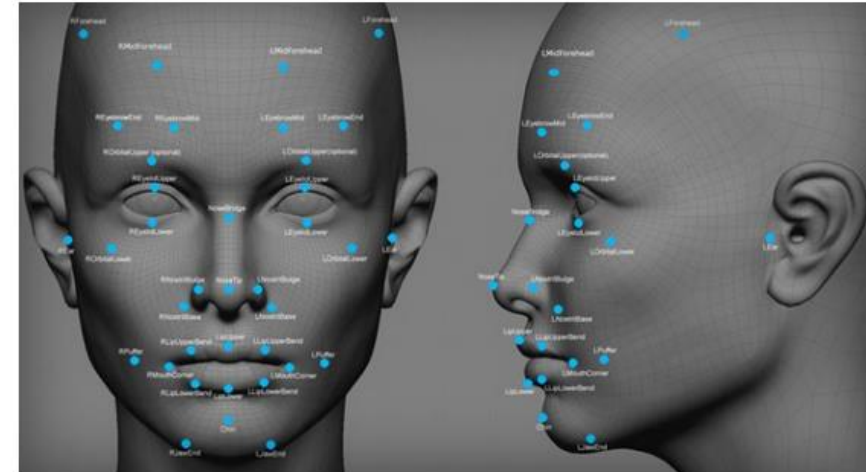 RForehead
LForehead
RMidForehead
LMidForehead
REyebrowEnd
REyebrowMid
LEyebrowMid
LEyebrowEnd
ROrbitalUpper(optional)
LOrbitalUpper(optional)
REyelidUpper
LEyelidUpper
NoseBridge
REyelidLower
LEyelidLower
REar
ROrbitalLower
LOrbitalLower
LEar
RNostrilBulge
NoseTip
LNostrilBulge
RNostrilBase
LNostrilBase
LipUpper
RLipUpperBend
LLipUpperBend
RPuffer
LPuffer
RMouthCorner
LMouthCorner
RLipLowerBend
LipLower
LLipLowerBend
Chin
RJawEnd
LJawEnd
LForehead
LMidForehead
LEyebrowMid
LEyebrowEnd
LOrbitalUpper(optional)
LEyelidUpper
NoseBridge
LEyelidLower
LOrbitalLower
LEar
NoseTip
LNostrilBulge
LNostrilBase
LipUpper
LLipUpperBend
LPuffer
LMouthCorner
LipLower
LLipLowerBend
Chin
LJawEnd